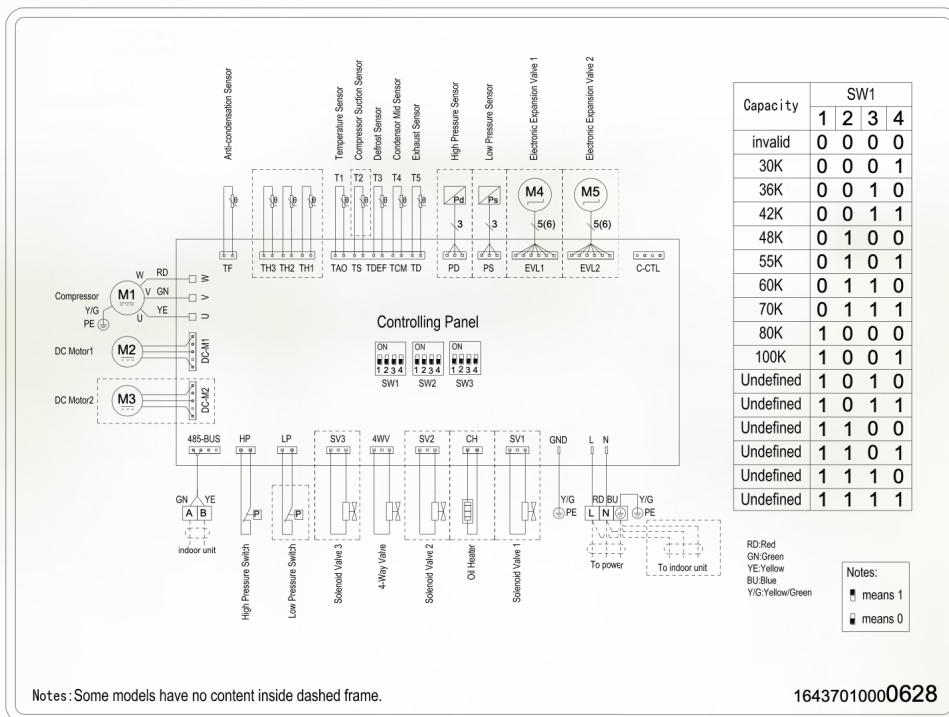 Anti-condensation Sensor
Temperature Sensor
Compressor Suction Sensor
Defrost Sensor
Condensor Mid Sensor
Exhaust Sensor
High Pressure Sensor
Low Pressure Sensor
Electronic Expansion Valve 1
Electronic Expansion Valve 2
T1 T2 T3 T4 T5
θ θ θ θ θ θ θ θ θ
Pd Ps M4 M5
3 3 5(6) 5(6)
TF TH3 TH2 TH1 TAO TS TDEF TCM TD PD PS EVL1 EVL2 C-CTL
W RD W
Compressor M1 V GN V
Y/G U YE U
PE
DC Motor1 M2 DC-M1
DC Motor2 M3 DC-M2
Controlling Panel
ON ON ON
1 2 3 4 1 2 3 4 1 2 3 4
SW1 SW2 SW3
485-BUS HP LP SV3 4WV SV2 CH SV1 GND L N
GN YE P P Y/G RD BU Y/G
A B PE L N PE
indoor unit
High Pressure Switch
Low Pressure Switch
Solenoid Valve 3
4-Way Valve
Solenoid Valve 2
Oil Heater
Solenoid Valve 1
To power
To indoor unit
Capacity SW1
1 2 3 4
invalid 0 0 0 0
30K 0 0 0 1
36K 0 0 1 0
42K 0 0 1 1
48K 0 1 0 0
55K 0 1 0 1
60K 0 1 1 0
70K 0 1 1 1
80K 1 0 0 0
100K 1 0 0 1
Undefined 1 0 1 0
Undefined 1 0 1 1
Undefined 1 1 0 0
Undefined 1 1 0 1
Undefined 1 1 1 0
Undefined 1 1 1 1
RD:Red
GN:Green
YE:Yellow
BU:Blue
Y/G:Yellow/Green
Notes:
means 1
means 0
Notes:Some models have no content inside dashed frame.
16437010000628